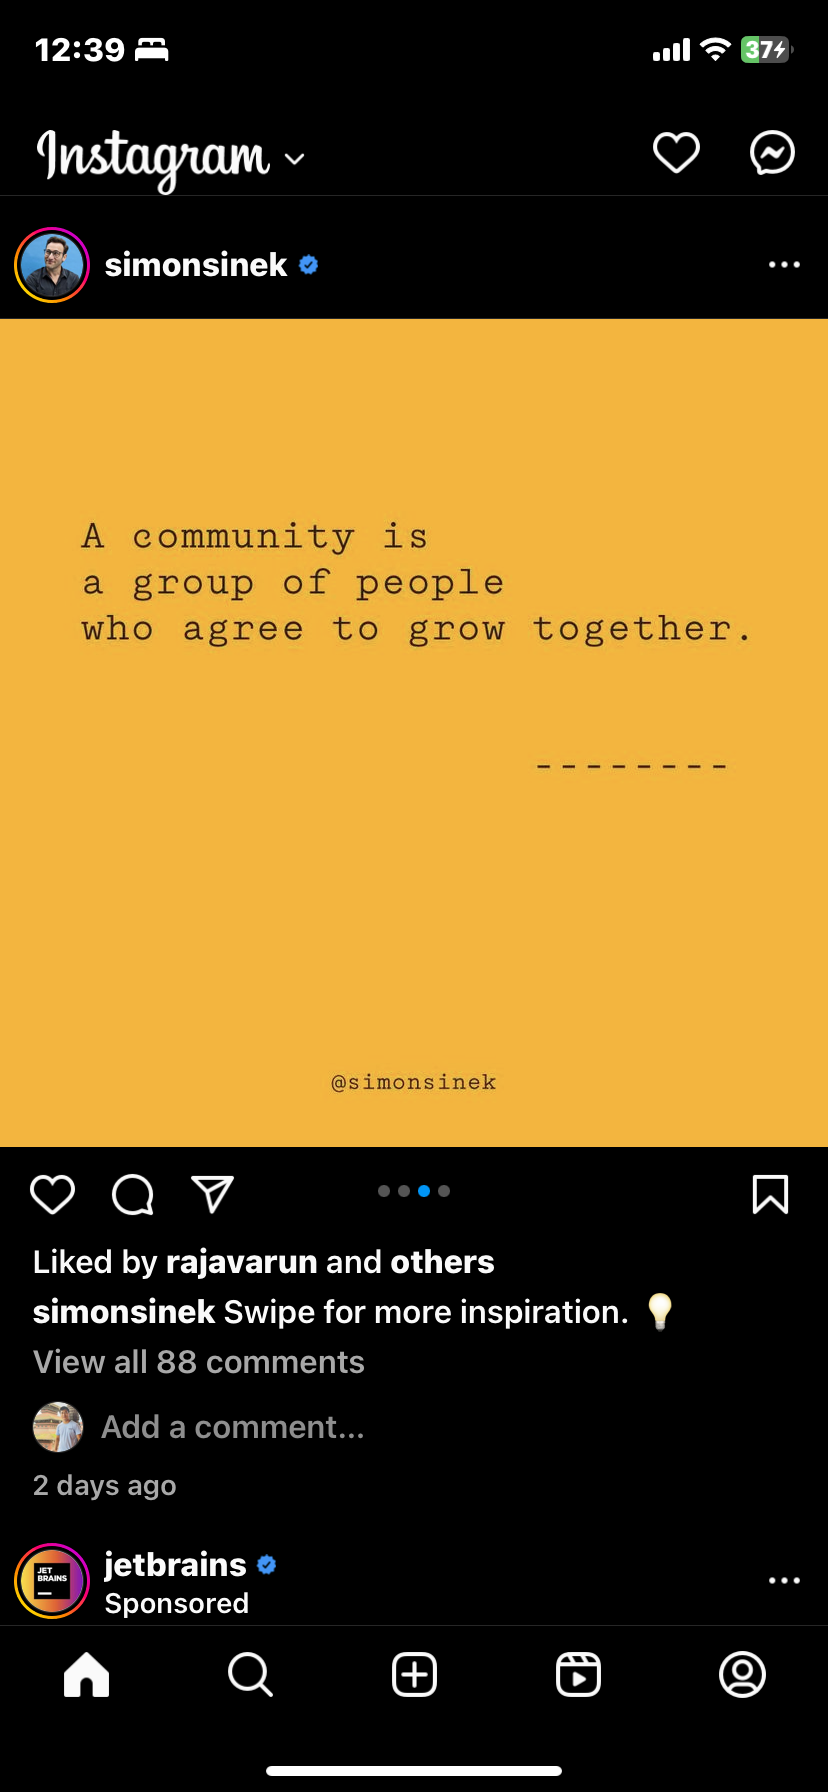 12:39
37
Instagram
simonsinek
A community is
a group of people
who agree to grow together.
--------
@simonsinek
Liked by rajavarun and others
simonsinek Swipe for more inspiration. 💡
View all 88 comments
Add a comment...
2 days ago
JET
BRAINS
jetbrains
Sponsored